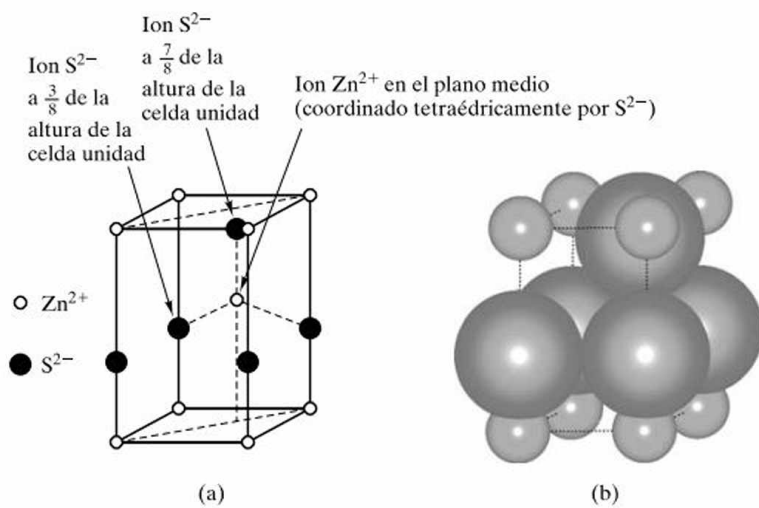 Ion S²⁻
a 7/8 de la
altura de la
celda unidad
Ion S²⁻
a 3/8 de la
altura de la
celda unidad
Ion Zn²⁺ en el plano medio
(coordinado tetraédricamente por S²⁻)
Zn²⁺
S²⁻
(a)
(b)